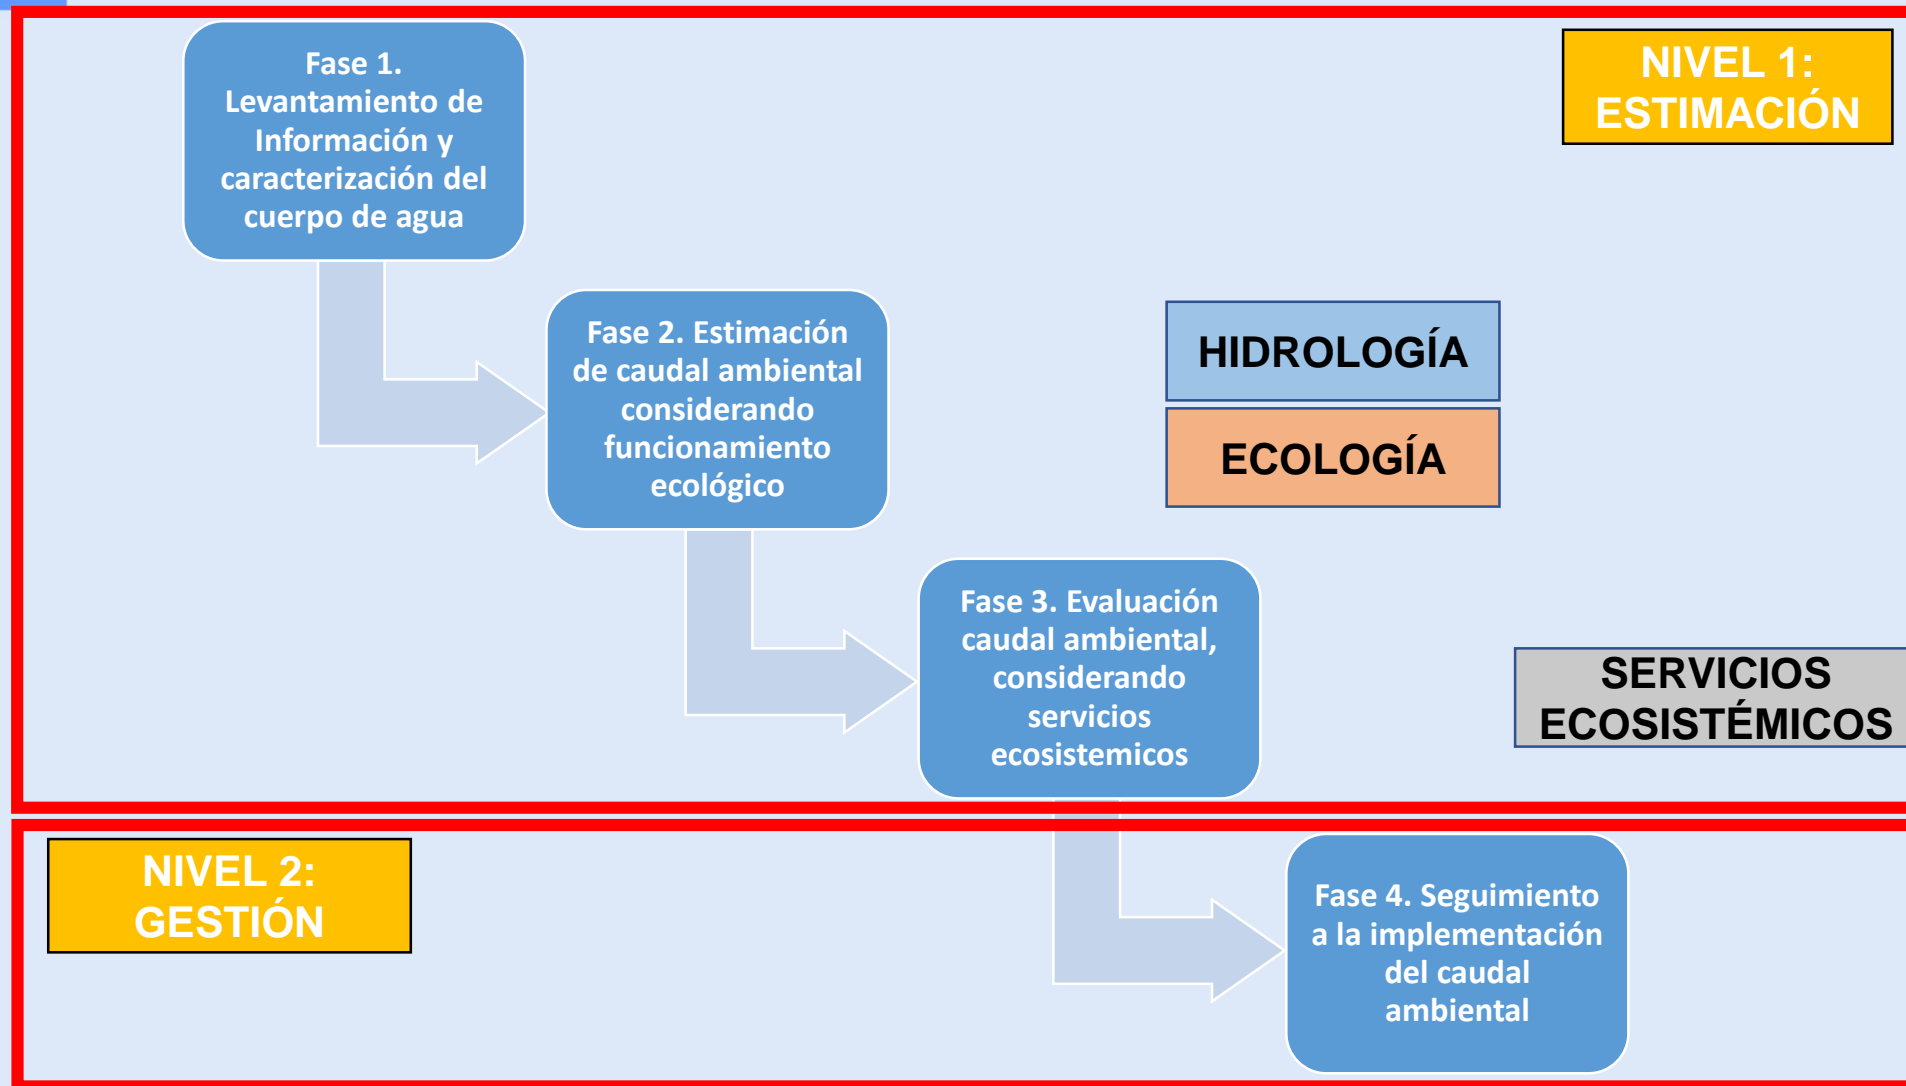 Fase 1.
Levantamiento de
Información y
caracterización del
cuerpo de agua
NIVEL 1:
ESTIMACIÓN
Fase 2. Estimación
de caudal ambiental
considerando
funcionamiento
ecológico
HIDROLOGÍA
ECOLOGÍA
Fase 3. Evaluación
caudal ambiental,
considerando
servicios
ecosistemicos
SERVICIOS
ECOSISTÉMICOS
NIVEL 2:
GESTIÓN
Fase 4. Seguimiento
a la implementación
del caudal
ambiental